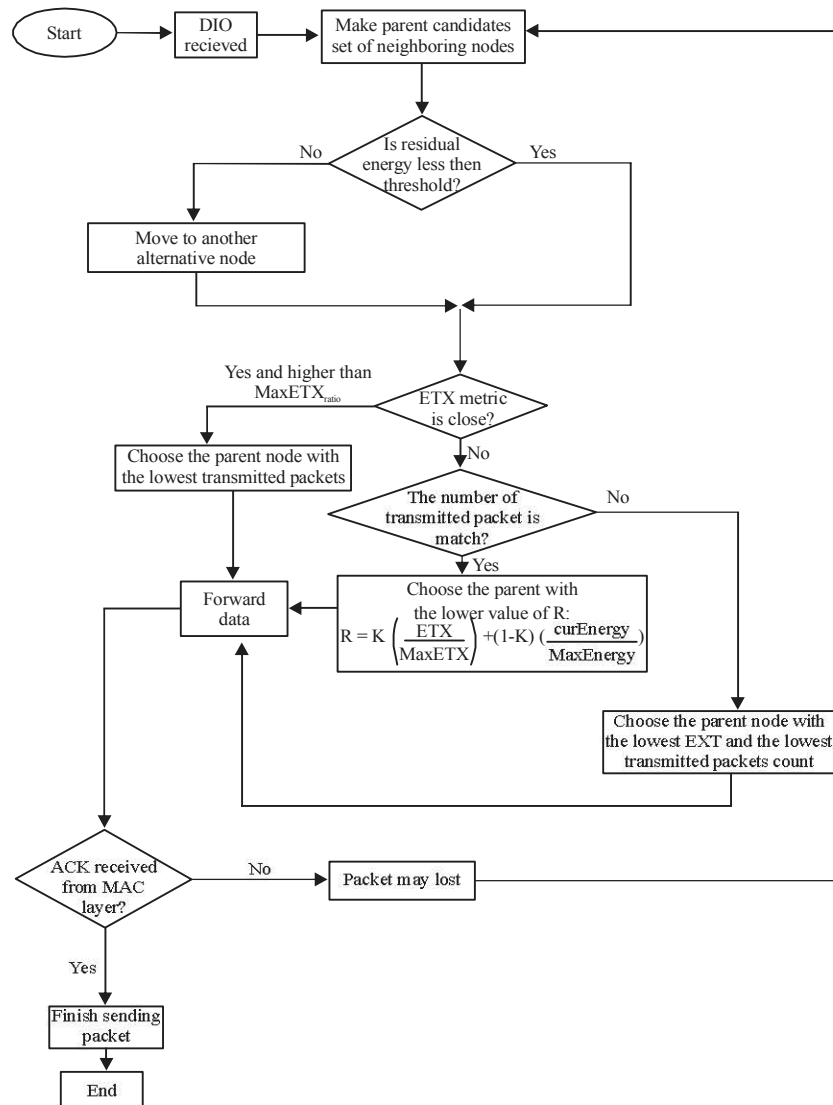 Start
DIO
recieved
Make parent candidates
set of neighboring nodes
Is residual
energy less then
threshold?
No
Yes
Move to another
alternative node
Yes and higher than
MaxETXratio
ETX metric
is close?
Choose the parent node with
the lowest transmitted packets
No
The number of
transmitted packet is
match?
No
Yes
Forward
data
Choose the parent with
the lower value of R:
R = K (ETX/MaxETX) +(1-K) (curEnergy/MaxEnergy)
Choose the parent node with
the lowest EXT and the lowest
transmitted packets count
ACK received
from MAC
layer?
No
Packet may lost
Yes
Finish sending
packet
End